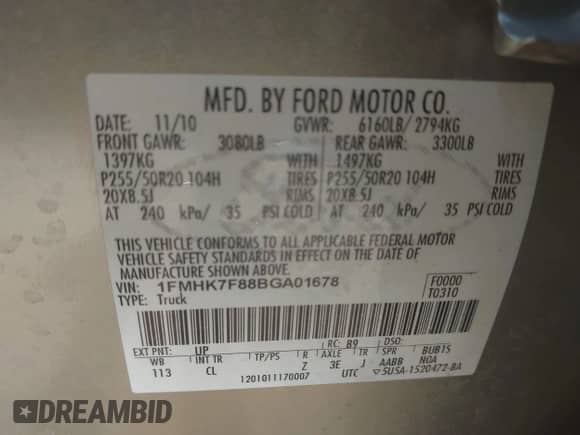 MFD. BY FORD MOTOR CO.
DATE: 11/10 GVWR: 6160LB/ 2794KG
FRONT GAWR: 3080LB REAR GAWR: 3300LB
1397KG WITH 1497KG WITH
P255/50R20 104H TIRES P255/50R20 104H TIRES
20X8.5J RIMS 20X8.5J RIMS
AT 240 kPa/ 35 PSI COLD AT 240 kPa/ 35 PSI COLD
THIS VEHICLE CONFORMS TO ALL APPLICABLE FEDERAL MOTOR
VEHICLE SAFETY STANDARDS IN EFFECT ON THE DATE OF
MANUFACTURE SHOWN ABOVE.
VIN: 1FMHK7F88BGA01678 F0000
TYPE: Truck T0310
EXT PNT: UP RC: 89 DSO:
WB INT TR TP/PS R AXLE TR SPR BUB1S
113 CL Z 3E J AABB NOA
1201011170007 UTC ▽5U5A-1520472-BA
DREAMBID